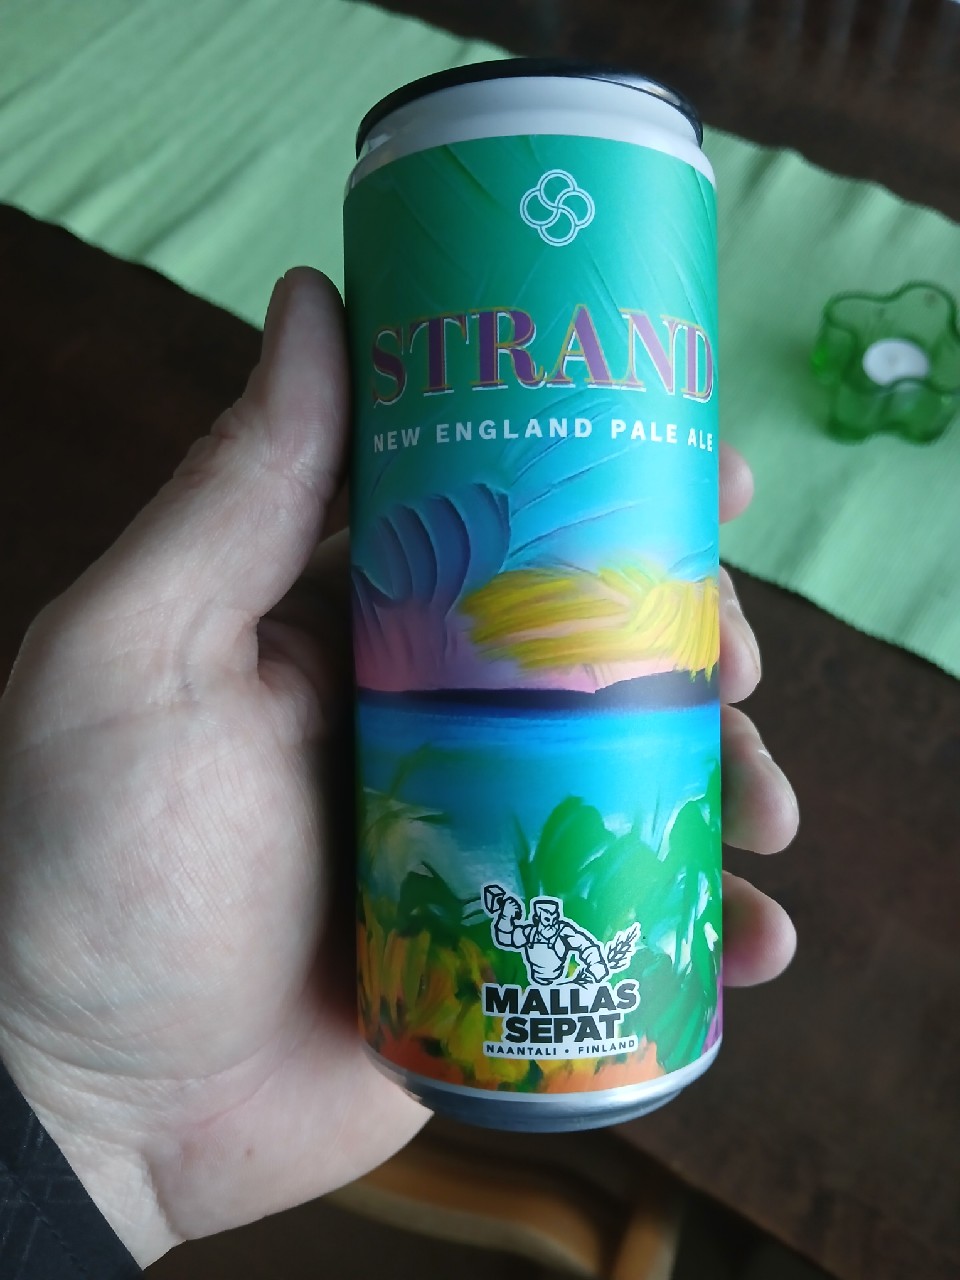 STRAND
NEW ENGLAND PALE ALE
MALLAS
SEPAT
NAANTALI • FINLAND